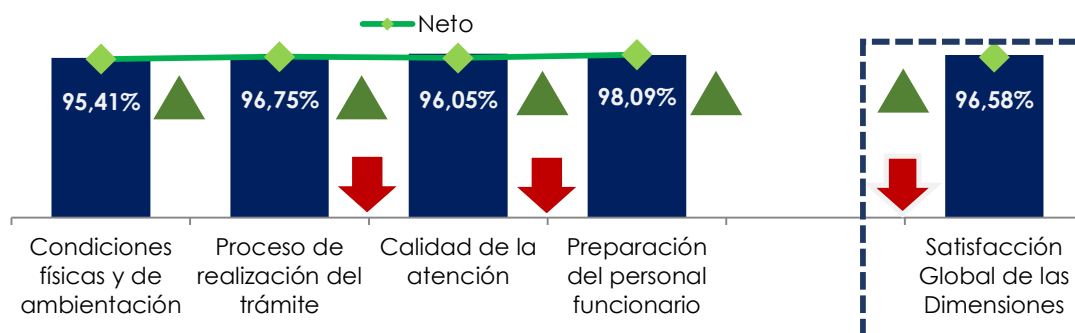 Neto
95,41%
96,75%
96,05%
98,09%
96,58%
Condiciones
físicas y de
ambientación
Proceso de
realización del
trámite
Calidad de la
atención
Preparación
del personal
funcionario
Satisfacción
Global de las
Dimensiones